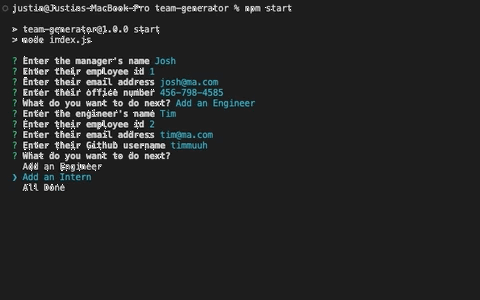 justin@Justins-MacBook-Pro team-generator % npm start
> team-generator@1.0.0 start
> node index.js
? Enter the manager's name Josh
? Enter their employee id 1
? Enter their email address josh@ma.com
? Enter their office number 456-798-4585
? What do you want to do next? Add an Engineer
? Enter the engineer's name Tim
? Enter their employee id 2
? Enter their email address tim@ma.com
? Enter their Github username timmuuh
? What do you want to do next?
Add an Engineer
❯ Add an Intern
All Done